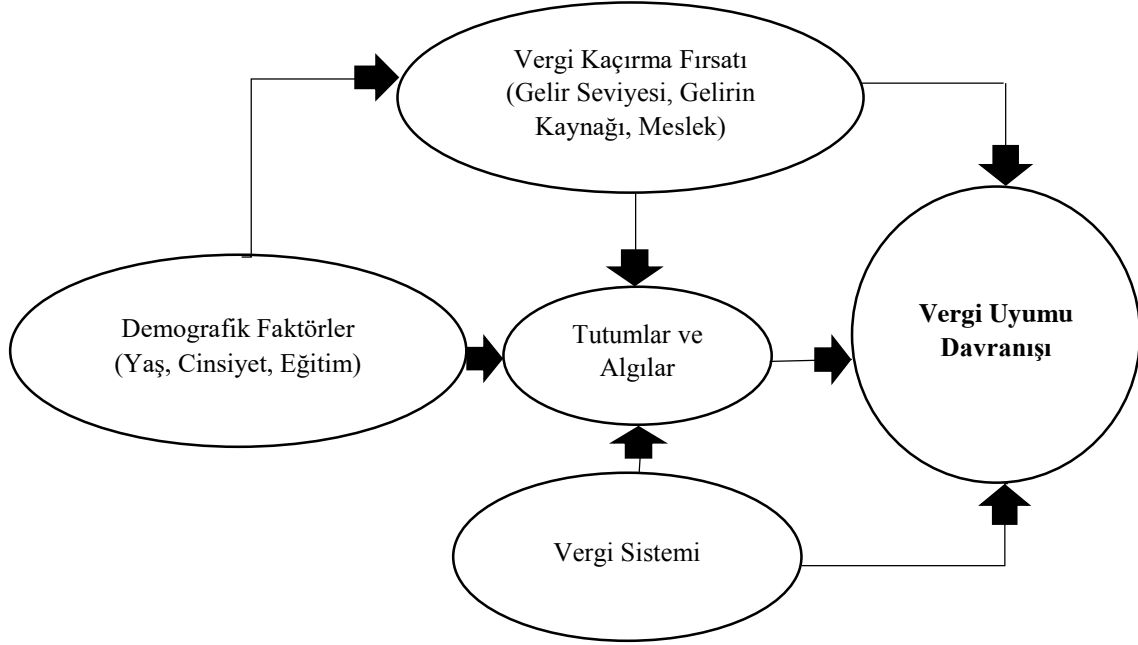 Vergi Kaçırma Fırsatı
(Gelir Seviyesi, Gelirin
Kaynağı, Meslek)
Demografik Faktörler
(Yaş, Cinsiyet, Eğitim)
Tutumlar ve
Algılar
Vergi Uyumu
Davranışı
Vergi Sistemi